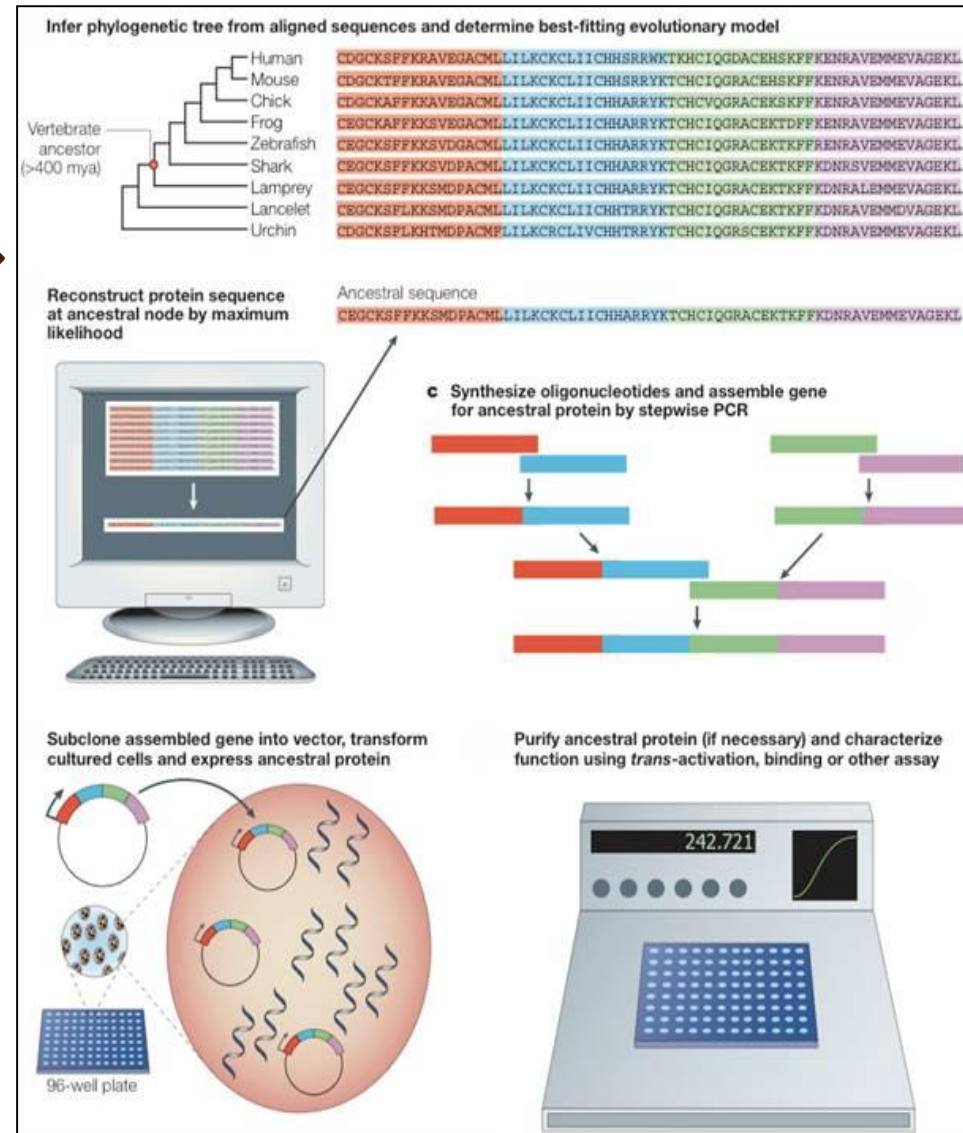 Infer phylogenetic tree from aligned sequences and determine best-fitting evolutionary model
Human CDGCKSFFKRAVEGACMLLILKCKCLIICHHSRRWKTKHCIQGDACEHSKFFKENRAVEMMEVAGEKL
Mouse CDGCKTFFKRAVEGACMLLILKCKCLIICHHSRRYKTCHCIQGRACEHSKFFKENRAVEMMEVAGEKL
Chick CDGCKAFFKKAVEGACMLLILKCKCLIICHHARRYKTCHCVQGRACEKSKFFKENRAVEMMEVAGEKL
Frog CEGCKAFFKKSVEGACMLLILKCKCLIICHHARRYKTCHCIQGRACEKTDFFKENRAVEMMEVAGEKL
Zebrafish CEGCKSFFKKSVDGACMLLILKCKCLIICHHARRYKTCHCIQGRACEKTKFFRENRSVEMMEVAGEKL
Shark CEGCKSFFKKSVDPACMLLILKCKCLIICHHARRYKTCHCIQGRACEKTKFFKDNRSVEMMEVAGEKL
Lamprey CEGCKSFFKKSMDPACMLLILKCKCLIICHHARRYKTCHCIQGRACEKTKFFKDNRALEMMEVAGEKL
Lancelet CEGCKSFLKKSMDPACMLLILKCKCLIICHHTRRYKTCHCIQGRACEKTKFFKDNRAVEMMDVAGEKL
Urchin CDGCKSFLKHTMDPACMFLILKCRCLIVCHHTRRYKTCHCIQGRSCEKTKFFKDNRAVEMMEVAGEKL
Vertebrate
ancestor
(>400 mya)
Reconstruct protein sequence
at ancestral node by maximum
likelihood
Ancestral sequence
CEGCKSFFKKSMDPACMLLILKCKCLIICHHARRYKTCHCIQGRACEKTKFFKDNRAVEMMEVAGEKL
c Synthesize oligonucleotides and assemble gene
for ancestral protein by stepwise PCR
Subclone assembled gene into vector, transform
cultured cells and express ancestral protein
96-well plate
Purify ancestral protein (if necessary) and characterize
function using trans-activation, binding or other assay
242.721